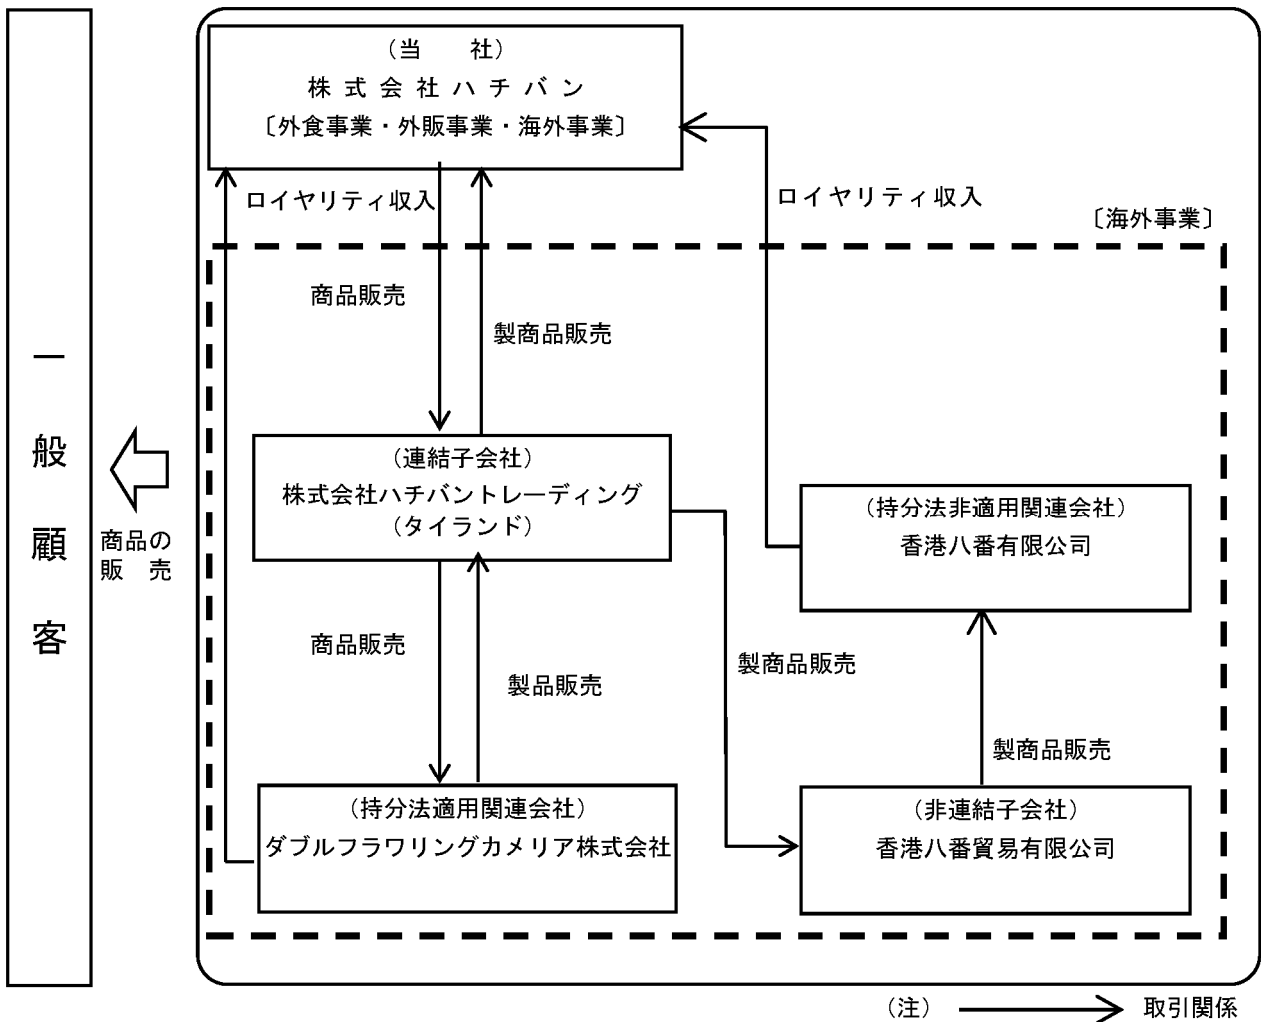 （当　　社）
株 式 会 社 ハ チ バ ン
〔外食事業・外販事業・海外事業〕
ロイヤリティ収入
ロイヤリティ収入
〔海外事業〕
商品販売
製商品販売
一般顧客
商品の
販　売
（連結子会社）
株式会社ハチバントレーディング
（タイランド）
（持分法非適用関連会社）
香港八番有限公司
商品販売
製品販売
製商品販売
製商品販売
（持分法適用関連会社）
ダブルフラワリングカメリア株式会社
（非連結子会社）
香港八番貿易有限公司
（注）　取引関係